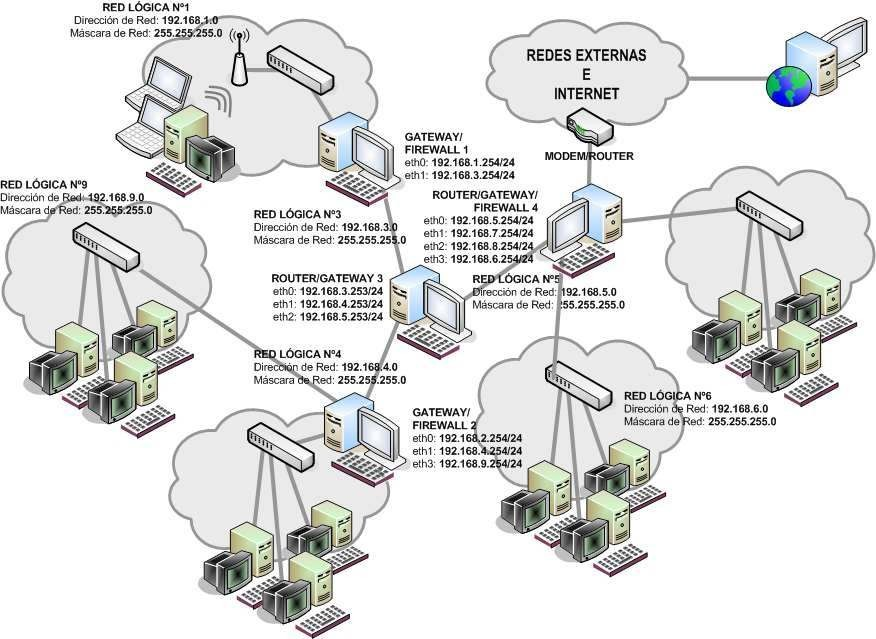 RED LÓGICA Nº1
Dirección de Red: 192.168.1.0
Máscara de Red: 255.255.255.0
REDES EXTERNAS
E
INTERNET
MODEM/ROUTER
GATEWAY/
FIREWALL 1
eth0: 192.168.1.254/24
eth1: 192.168.3.254/24
RED LÓGICA Nº9
Dirección de Red: 192.168.9.0
Máscara de Red: 255.255.255.0
ROUTER/GATEWAY/
FIREWALL 4
eth0: 192.168.5.254/24
eth1: 192.168.7.254/24
eth2: 192.168.8.254/24
eth3: 192.168.6.254/24
RED LÓGICA Nº3
Dirección de Red: 192.168.3.0
Máscara de Red: 255.255.255.0
ROUTER/GATEWAY 3
eth0: 192.168.3.253/24
eth1: 192.168.4.253/24
eth2: 192.168.5.253/24
RED LÓGICA Nº5
Dirección de Red: 192.168.5.0
Máscara de Red: 255.255.255.0
RED LÓGICA Nº4
Dirección de Red: 192.168.4.0
Máscara de Red: 255.255.255.0
GATEWAY/
FIREWALL 2
eth0: 192.168.2.254/24
eth1: 192.168.4.254/24
eth3: 192.168.9.254/24
RED LÓGICA Nº6
Dirección de Red: 192.168.6.0
Máscara de Red: 255.255.255.0